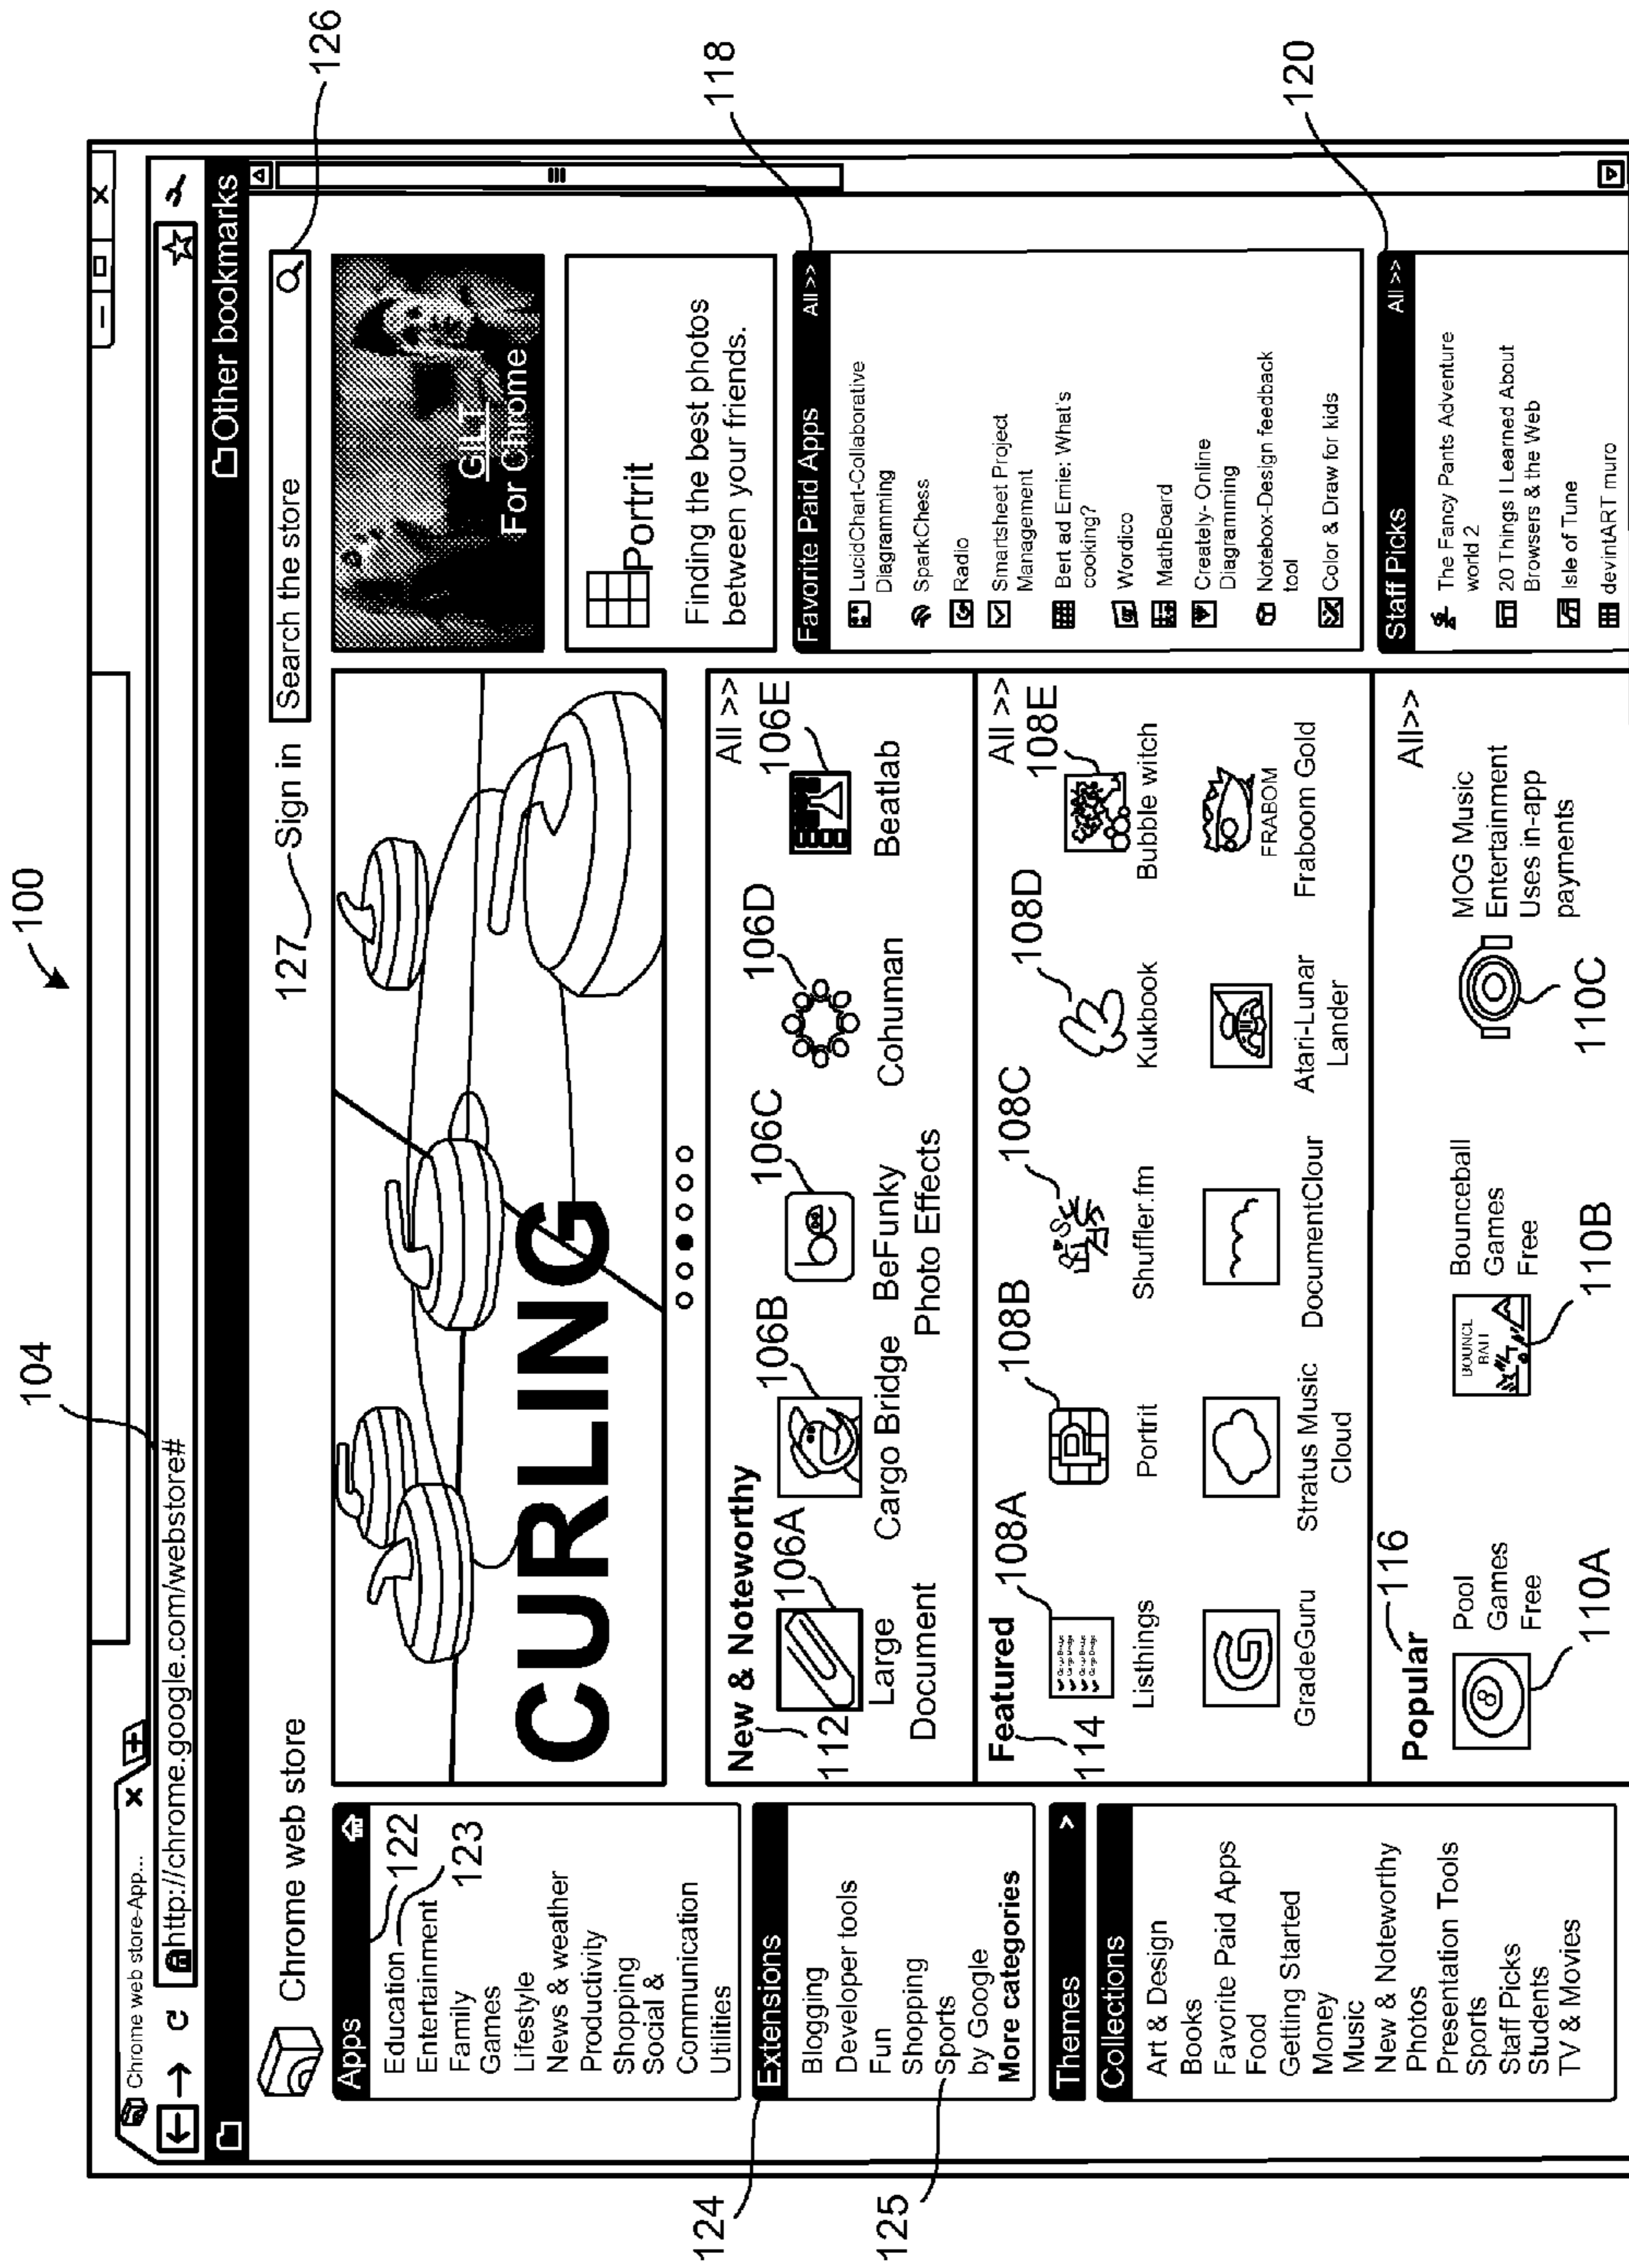 100
104
Chrome web store-App...
http://chrome.google.com/webstore#
Other bookmarks
Chrome web store
127
Sign in
Search the store
126
Apps
122
Education
123
Entertainment
Family
Games
Lifestyle
News & weather
Productivity
Shopping
Social &
Communication
Utilities
124
Extensions
Blogging
Developer tools
Fun
Shopping
Sports
125
by Google
More categories
Themes
Collections
Art & Design
Books
Favorite Paid Apps
Food
Getting Started
Money
Music
New & Noteworthy
Photos
Presentation Tools
Sports
Staff Picks
Students
TV & Movies
CURLING
New & Noteworthy
All >>
112
106A
106B
106C
106D
106E
Large
Document
Cargo Bridge
BeFunky
Photo Effects
Cohuman
Beatlab
Featured
All >>
114
108A
108B
108C
108D
108E
Listhings
Portrit
Shuffler.fm
Kukbook
Bubble witch
FRABOM
GradeGuru
Stratus Music
Cloud
DocumentClour
Atari-Lunar
Lander
Fraboom Gold
Popular
116
All>>
8
Pool
Games
Free
110A
BOUNCE
BALL
Bounceball
Games
Free
110B
MOG Music
Entertainment
Uses in-app
payments
110C
GILT
For Chrome
Portrit
Finding the best photos
between your friends.
118
Favorite Paid Apps
All >>
LucidChart-Collaborative
Diagramming
SparkChess
Radio
Smartsheet Project
Management
Bert ad Ernie: What's
cooking?
Wordico
MathBoard
Creately- Online
Diagramming
Notebox-Design feedback
tool
Color & Draw for kids
120
Staff Picks
All >>
The Fancy Pants Adventure
world 2
20 Things I Learned About
Browsers & the Web
Isle of Tune
devintART muro